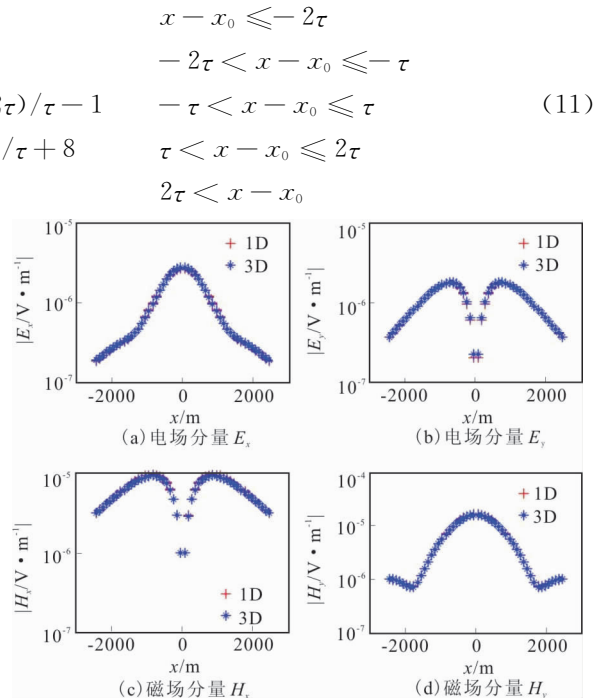 x − x₀ ⩽ − 2τ
− 2τ < x − x₀ ⩽ − τ
τ)/τ − 1 − τ < x − x₀ ⩽ τ (11)
/τ + 8 τ < x − x₀ ⩽ 2τ
2τ < x − x₀
10⁻⁵
10⁻⁶
10⁻⁷
|Eₓ/V·m⁻¹|
+ 1D
* 3D
-2000 0 2000
x/m
(a)电场分量 Eₓ
10⁻⁵
10⁻⁶
10⁻⁷
|E_y/V·m⁻¹|
+ 1D
* 3D
-2000 0 2000
x/m
(b)电场分量 E_y
10⁻⁵
10⁻⁶
10⁻⁷
|Hₓ/V·m⁻¹|
+ 1D
* 3D
-2000 0 2000
x/m
(c)磁场分量 Hₓ
10⁻⁴
10⁻⁵
10⁻⁶
10⁻⁷
|H_y/V·m⁻¹|
+ 1D
* 3D
-2000 0 2000
x/m
(d)磁场分量 H_y